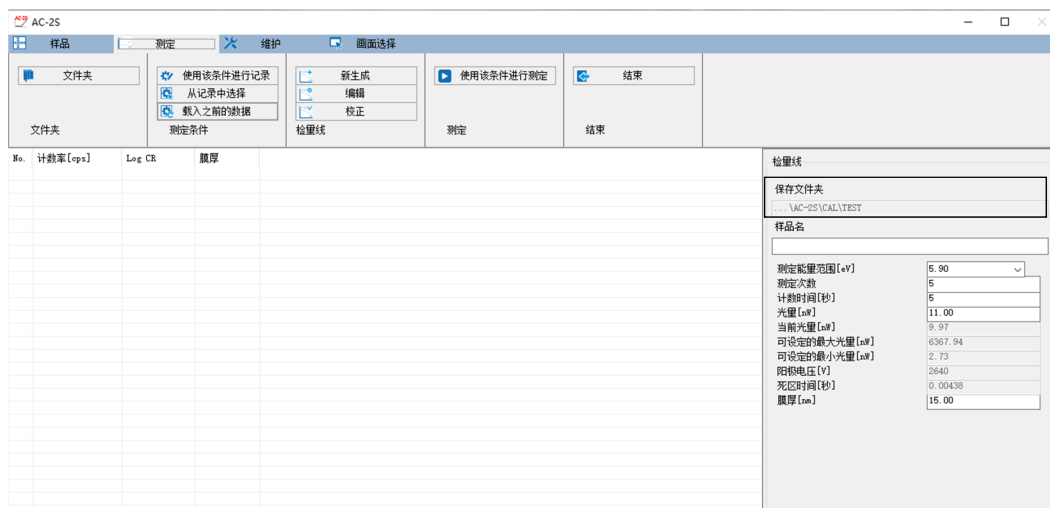 AC-2S
AC-2S
样品 测定 维护 画面选择
文件夹 使用该条件进行记录 新生成 使用该条件进行测定 结束
从记录中选择 编辑
载入之前的数据 校正
文件夹 测定条件 检量线 测定 结束
No. 计数率[cps] Log CR 膜厚
检量线
保存文件夹
...\AC-2S\CAL\TEST
样品名
测定能量范围[eV] 5.90
测定次数 5
计数时间[秒] 5
光量[nW] 11.00
当前光量[nW] 9.97
可设定的最大光量[nW] 6367.94
可设定的最小光量[nW] 2.73
阳极电压[V] 2640
死区时间[秒] 0.00438
膜厚[nm] 15.00